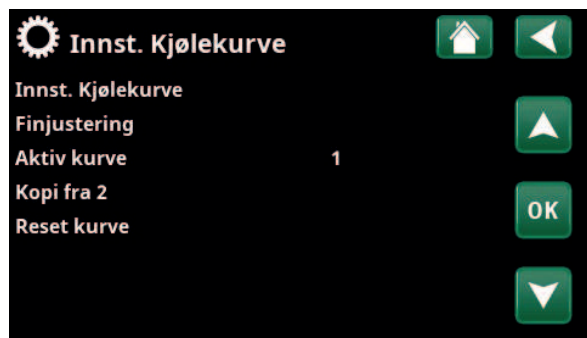 Innst. Kjølekurve
Innst. Kjølekurve
Finjustering
Aktiv kurve 1
Kopi fra 2
Reset kurve
OK